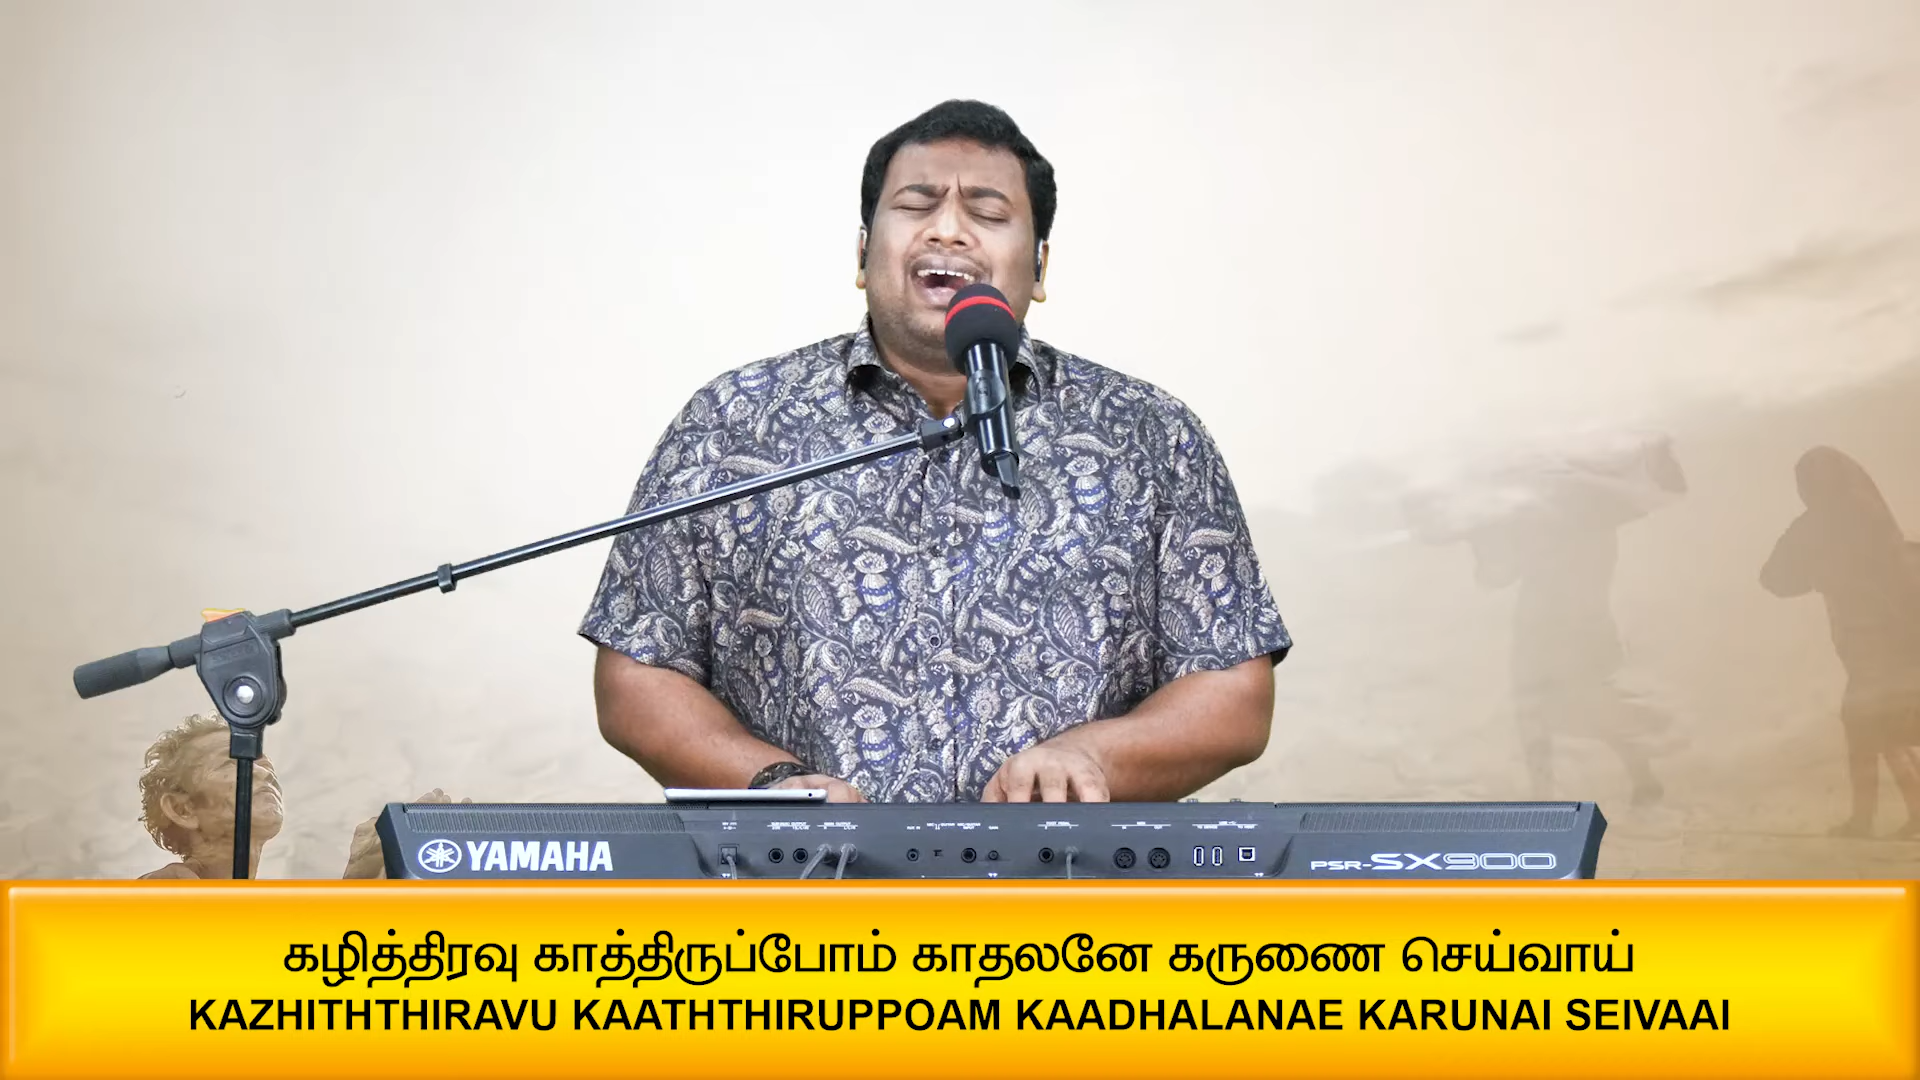 YAMAHA
PSR-SX900
கழித்திரவு காத்திருப்போம் காதலனே கருணை செய்வாய்
KAZHITHTHIRAVU KAATHTHIRUPPOAM KAADHALANAE KARUNAI SEIVAAI